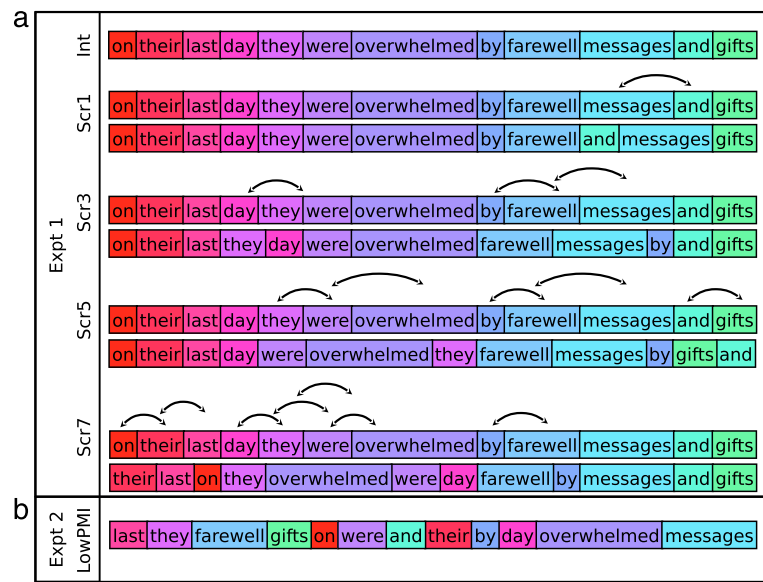 a
Expt 1
Int
on their last day they were overwhelmed by farewell messages and gifts
Scr1
on their last day they were overwhelmed by farewell messages and gifts
on their last day they were overwhelmed by farewell and messages gifts
Scr3
on their last day they were overwhelmed by farewell messages and gifts
on their last they day were overwhelmed farewell messages by and gifts
Scr5
on their last day they were overwhelmed by farewell messages and gifts
on their last day were overwhelmed they farewell messages by gifts and
Scr7
on their last day they were overwhelmed by farewell messages and gifts
their last on they overwhelmed were day farewell by messages and gifts
b
Expt 2
LowPMI
last they farewell gifts on were and their by day overwhelmed messages